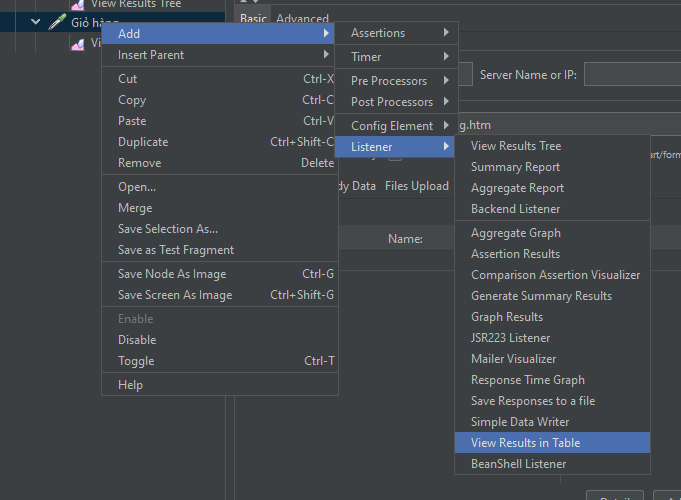 View Results Tree
Giỏ hàng
Vi
Basic Advanced
Add
Insert Parent
Cut Ctrl-X
Copy Ctrl-C
Paste Ctrl-V
Duplicate Ctrl+Shift-C
Remove Delete
Open...
Merge
Save Selection As...
Save as Test Fragment
Save Node As Image Ctrl-G
Save Screen As Image Ctrl+Shift-G
Enable
Disable
Toggle Ctrl-T
Help
Assertions
Timer
Pre Processors
Post Processors
Config Element
Listener
Server Name or IP:
g.htm
art/form
dy Data Files Upload
Name:
View Results Tree
Summary Report
Aggregate Report
Backend Listener
Aggregate Graph
Assertion Results
Comparison Assertion Visualizer
Generate Summary Results
Graph Results
JSR223 Listener
Mailer Visualizer
Response Time Graph
Save Responses to a file
Simple Data Writer
View Results in Table
BeanShell Listener